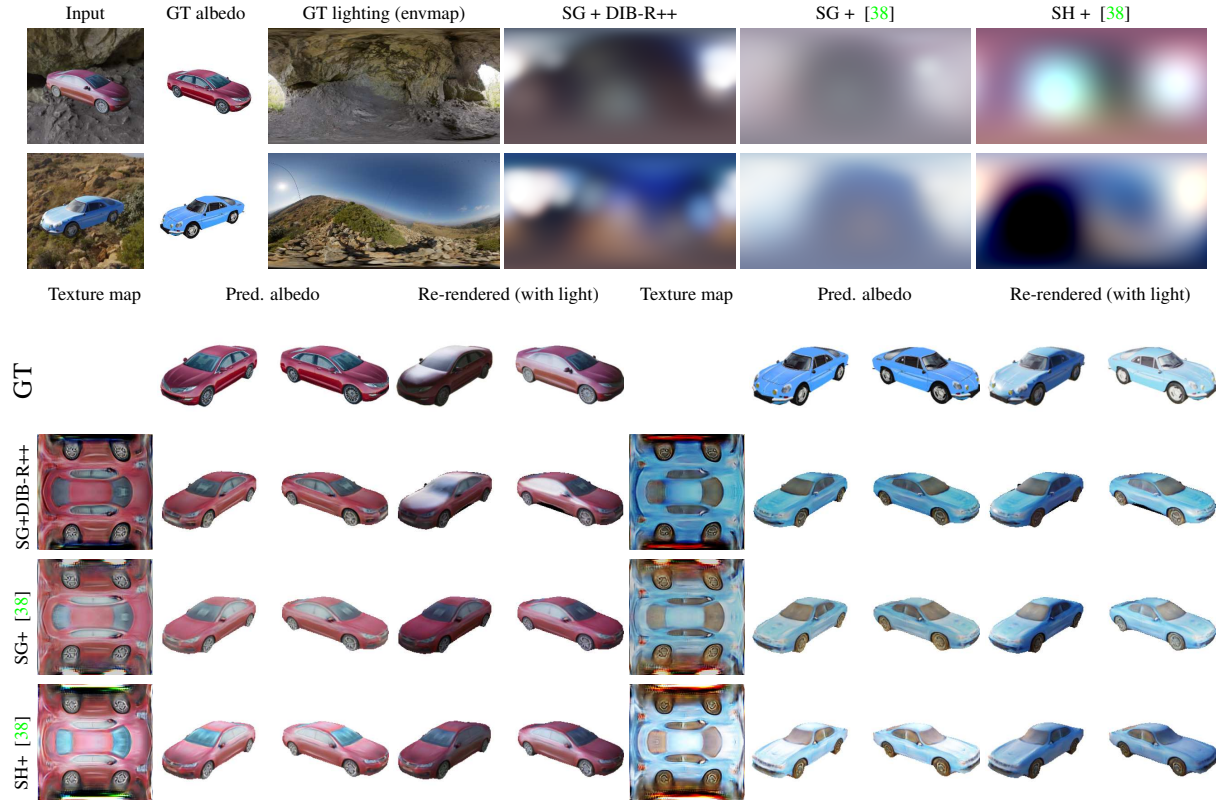 Input GT albedo GT lighting (envmap) SG + DIB-R++ SG + [38] SH + [38]
Texture map Pred. albedo Re-rendered (with light) Texture map Pred. albedo Re-rendered (with light)
GT
SG+DIB-R++
SG+ [38]
SH+ [38]